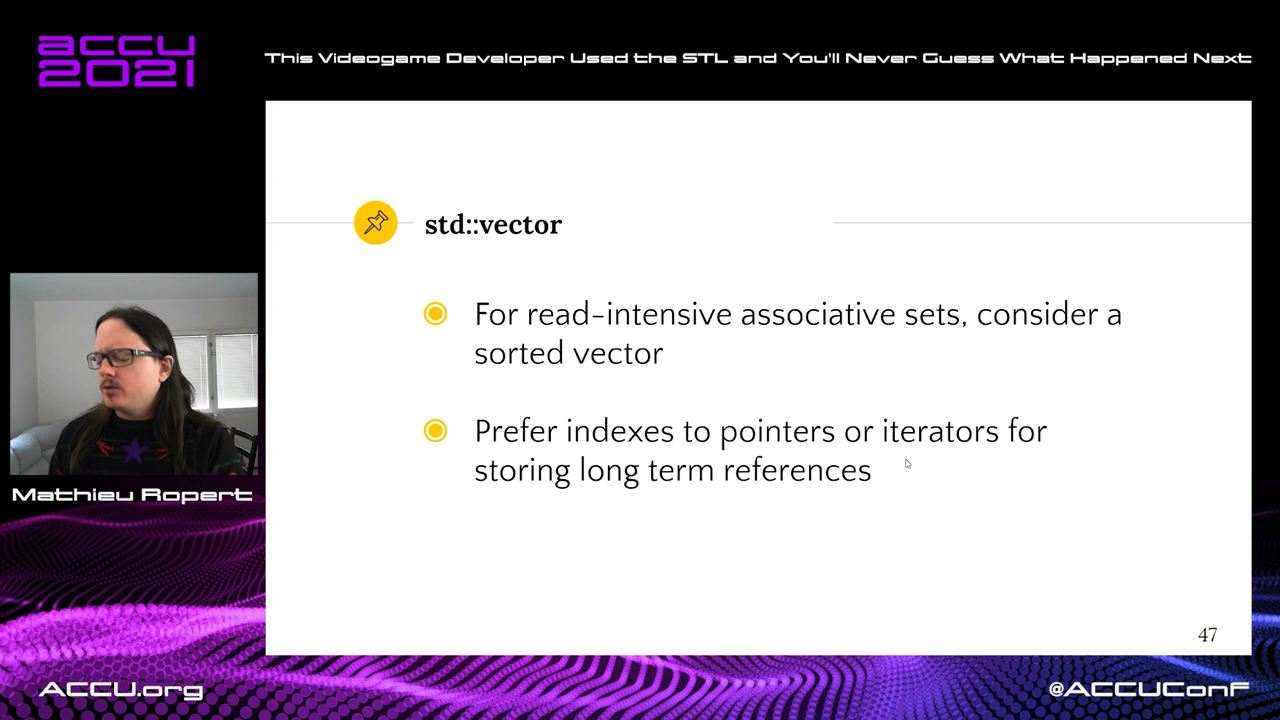 accu
2021
This Videogame Developer Used the STL and You'll Never Guess What Happened Next
std::vector
For read-intensive associative sets, consider a
sorted vector
Prefer indexes to pointers or iterators for
storing long term references
47
Mathieu Ropert
ACCU.org
@ACCUConf